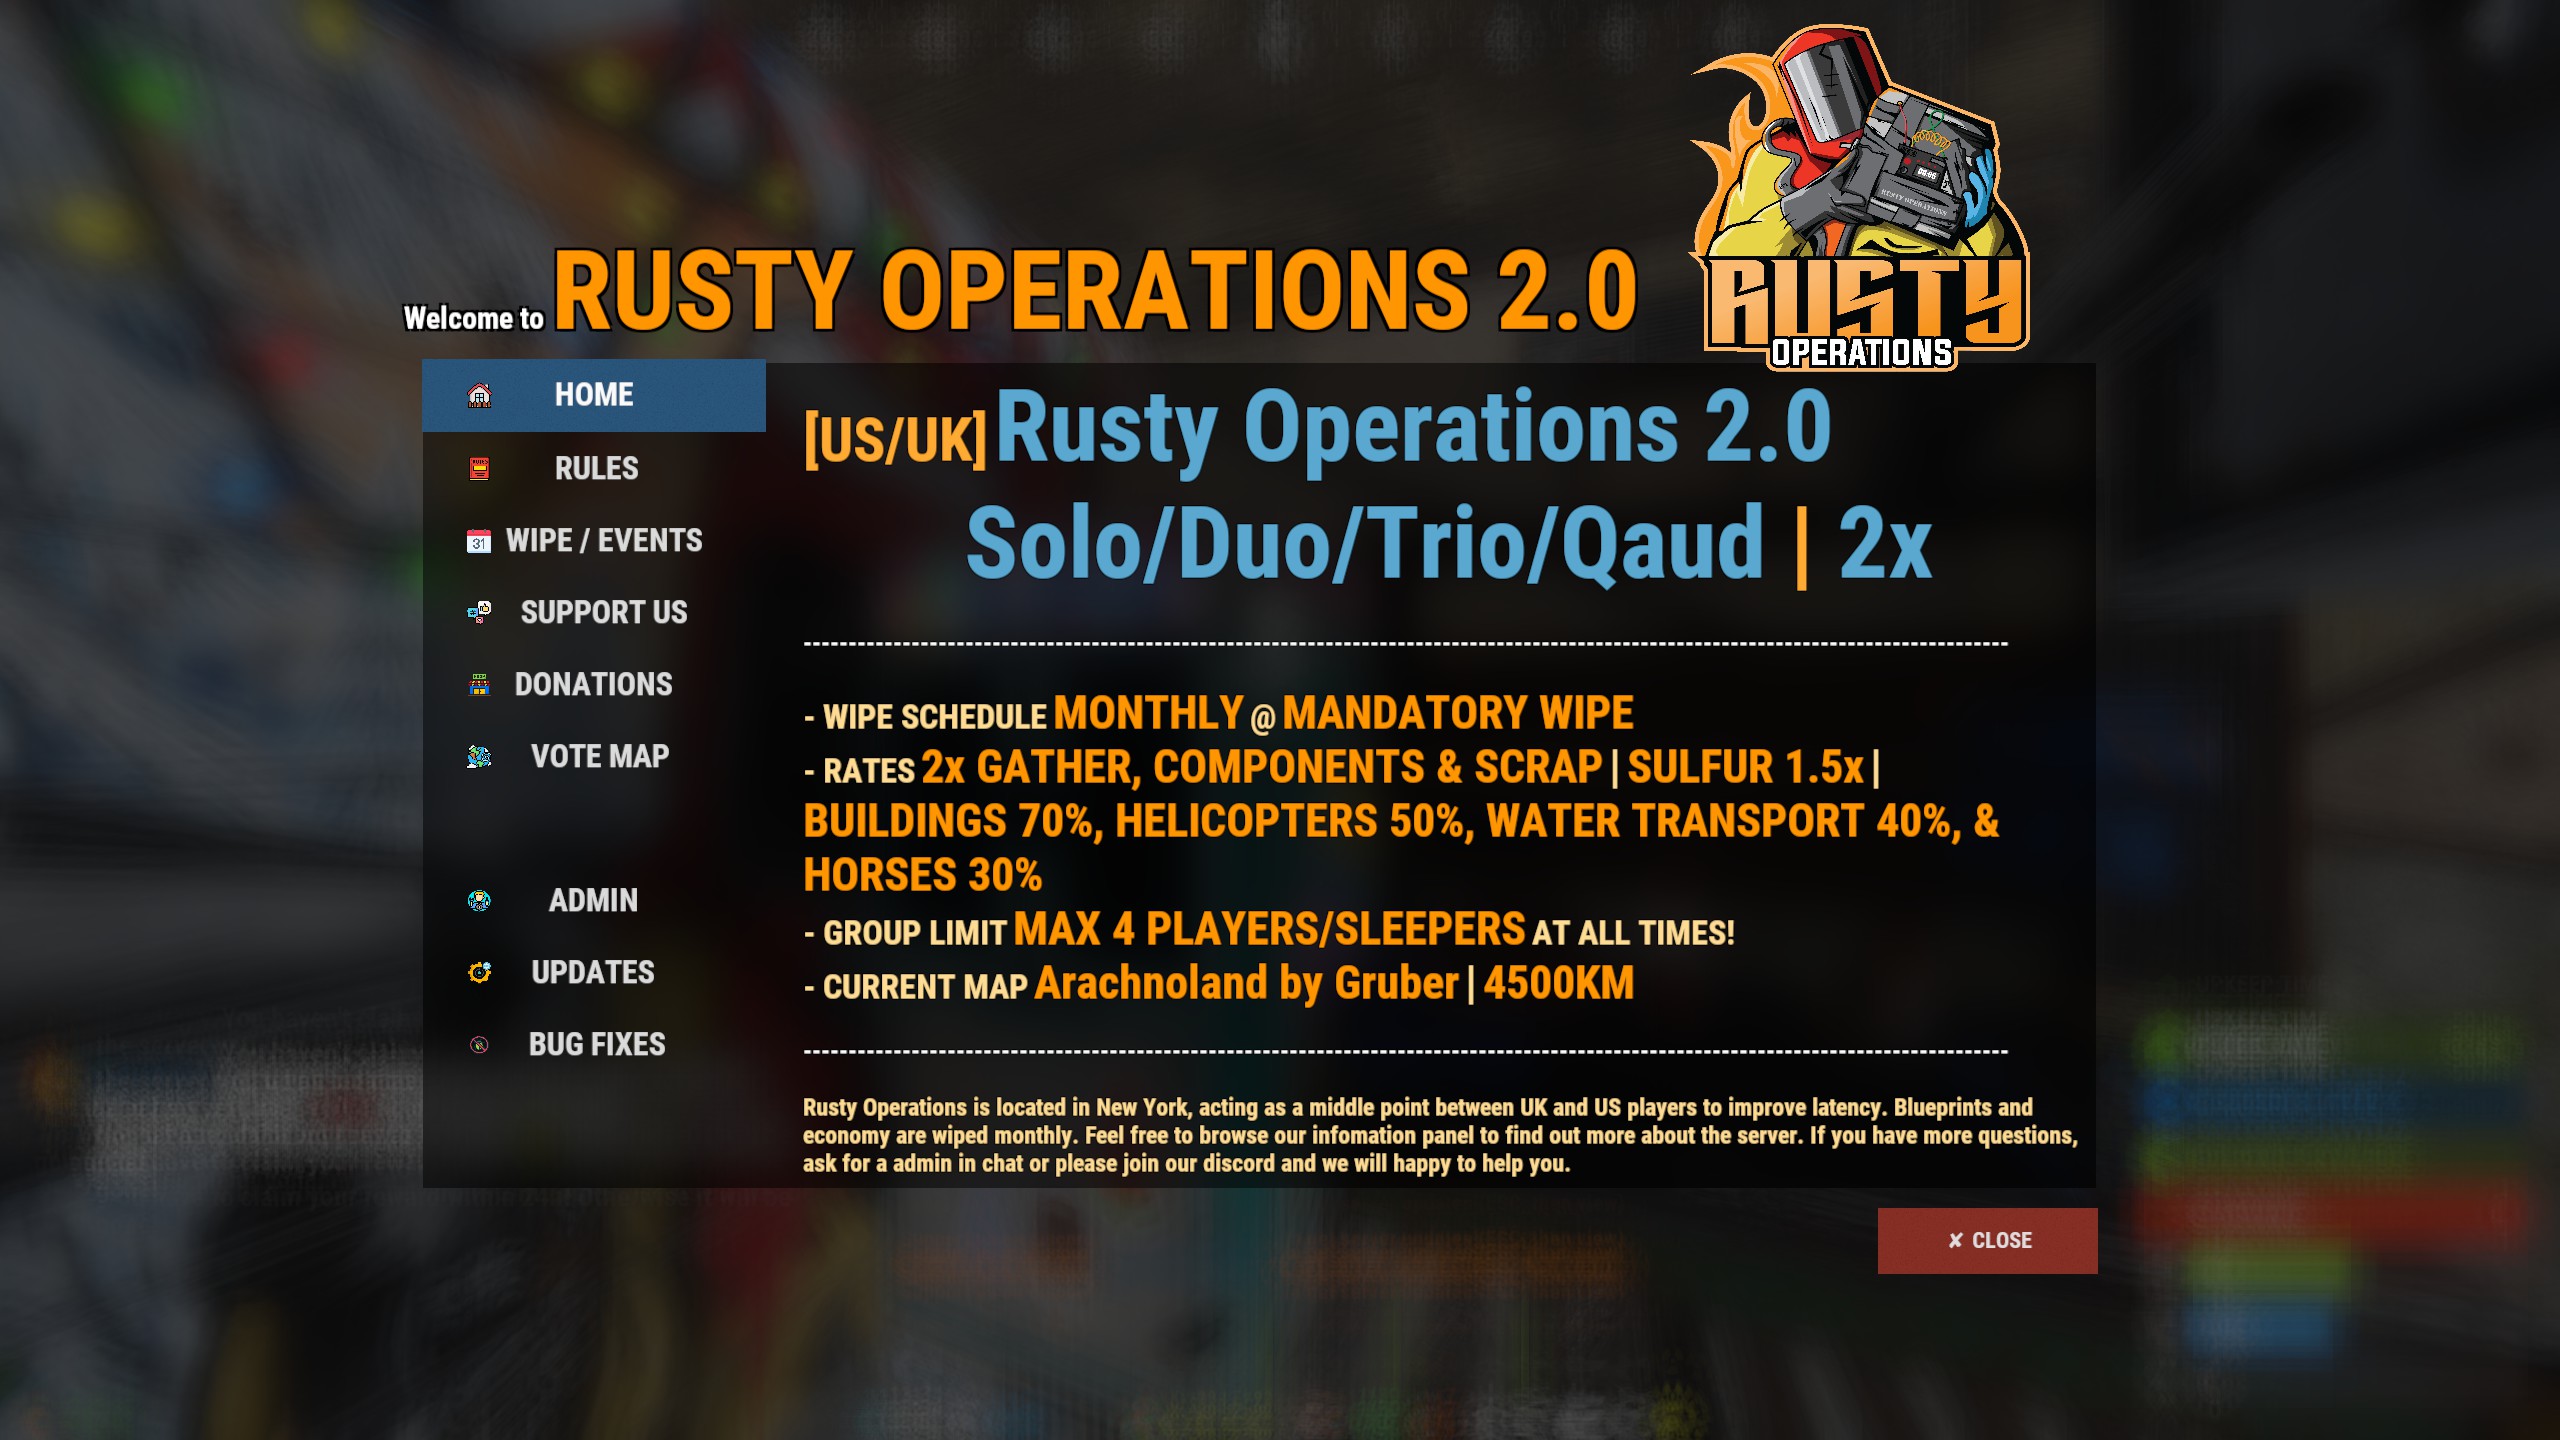 RUSTY OPERATIONS
RUSTY
OPERATIONS
Welcome to RUSTY OPERATIONS 2.0
HOME
RULES
31 WIPE / EVENTS
SUPPORT US
DONATIONS
VOTE MAP
ADMIN
UPDATES
BUG FIXES
[US/UK] Rusty Operations 2.0
Solo/Duo/Trio/Qaud | 2x
- WIPE SCHEDULE MONTHLY @ MANDATORY WIPE
- RATES 2x GATHER, COMPONENTS & SCRAP | SULFUR 1.5x |
BUILDINGS 70%, HELICOPTERS 50%, WATER TRANSPORT 40%, &
HORSES 30%
- GROUP LIMIT MAX 4 PLAYERS/SLEEPERS AT ALL TIMES!
- CURRENT MAP Arachnoland by Gruber | 4500KM
Rusty Operations is located in New York, acting as a middle point between UK and US players to improve latency. Blueprints and
economy are wiped monthly. Feel free to browse our infomation panel to find out more about the server. If you have more questions,
ask for a admin in chat or please join our discord and we will happy to help you.
✘ CLOSE